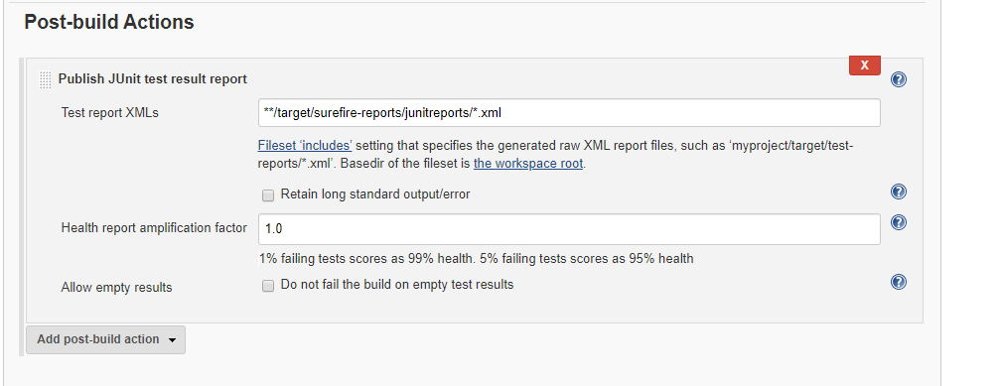 Post-build Actions
X
Publish JUnit test result report
?
Test report XMLs
**/target/surefire-reports/junitreports/*.xml
Fileset ‘includes’ setting that specifies the generated raw XML report files, such as ‘myproject/target/test-
reports/*.xml’. Basedir of the fileset is the workspace root.
Retain long standard output/error
?
Health report amplification factor
1.0
?
1% failing tests scores as 99% health. 5% failing tests scores as 95% health
Allow empty results
Do not fail the build on empty test results
?
Add post-build action